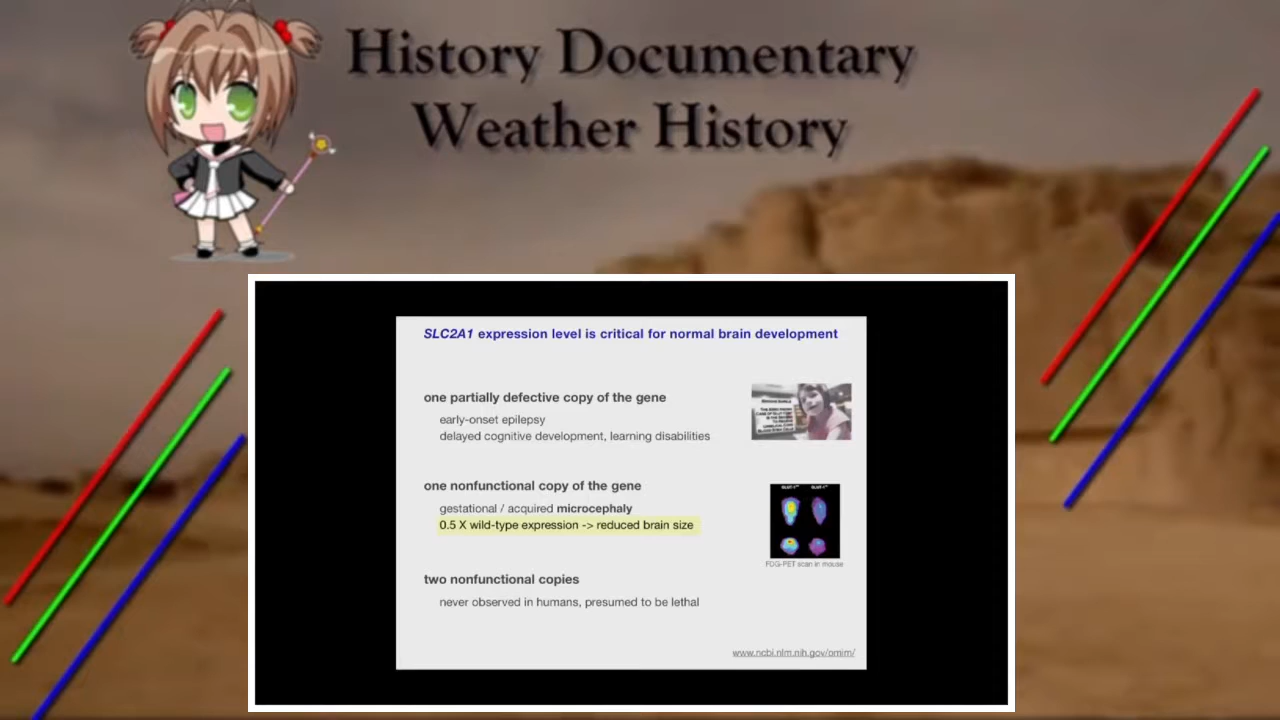 History Documentary
Weather History
SLC2A1 expression level is critical for normal brain development
one partially defective copy of the gene
early-onset epilepsy
delayed cognitive development, learning disabilities
one nonfunctional copy of the gene
gestational / acquired microcephaly
0.5 X wild-type expression -> reduced brain size
FDG-PET scan in mouse
two nonfunctional copies
never observed in humans, presumed to be lethal
www.ncbi.nlm.nih.gov/omim/